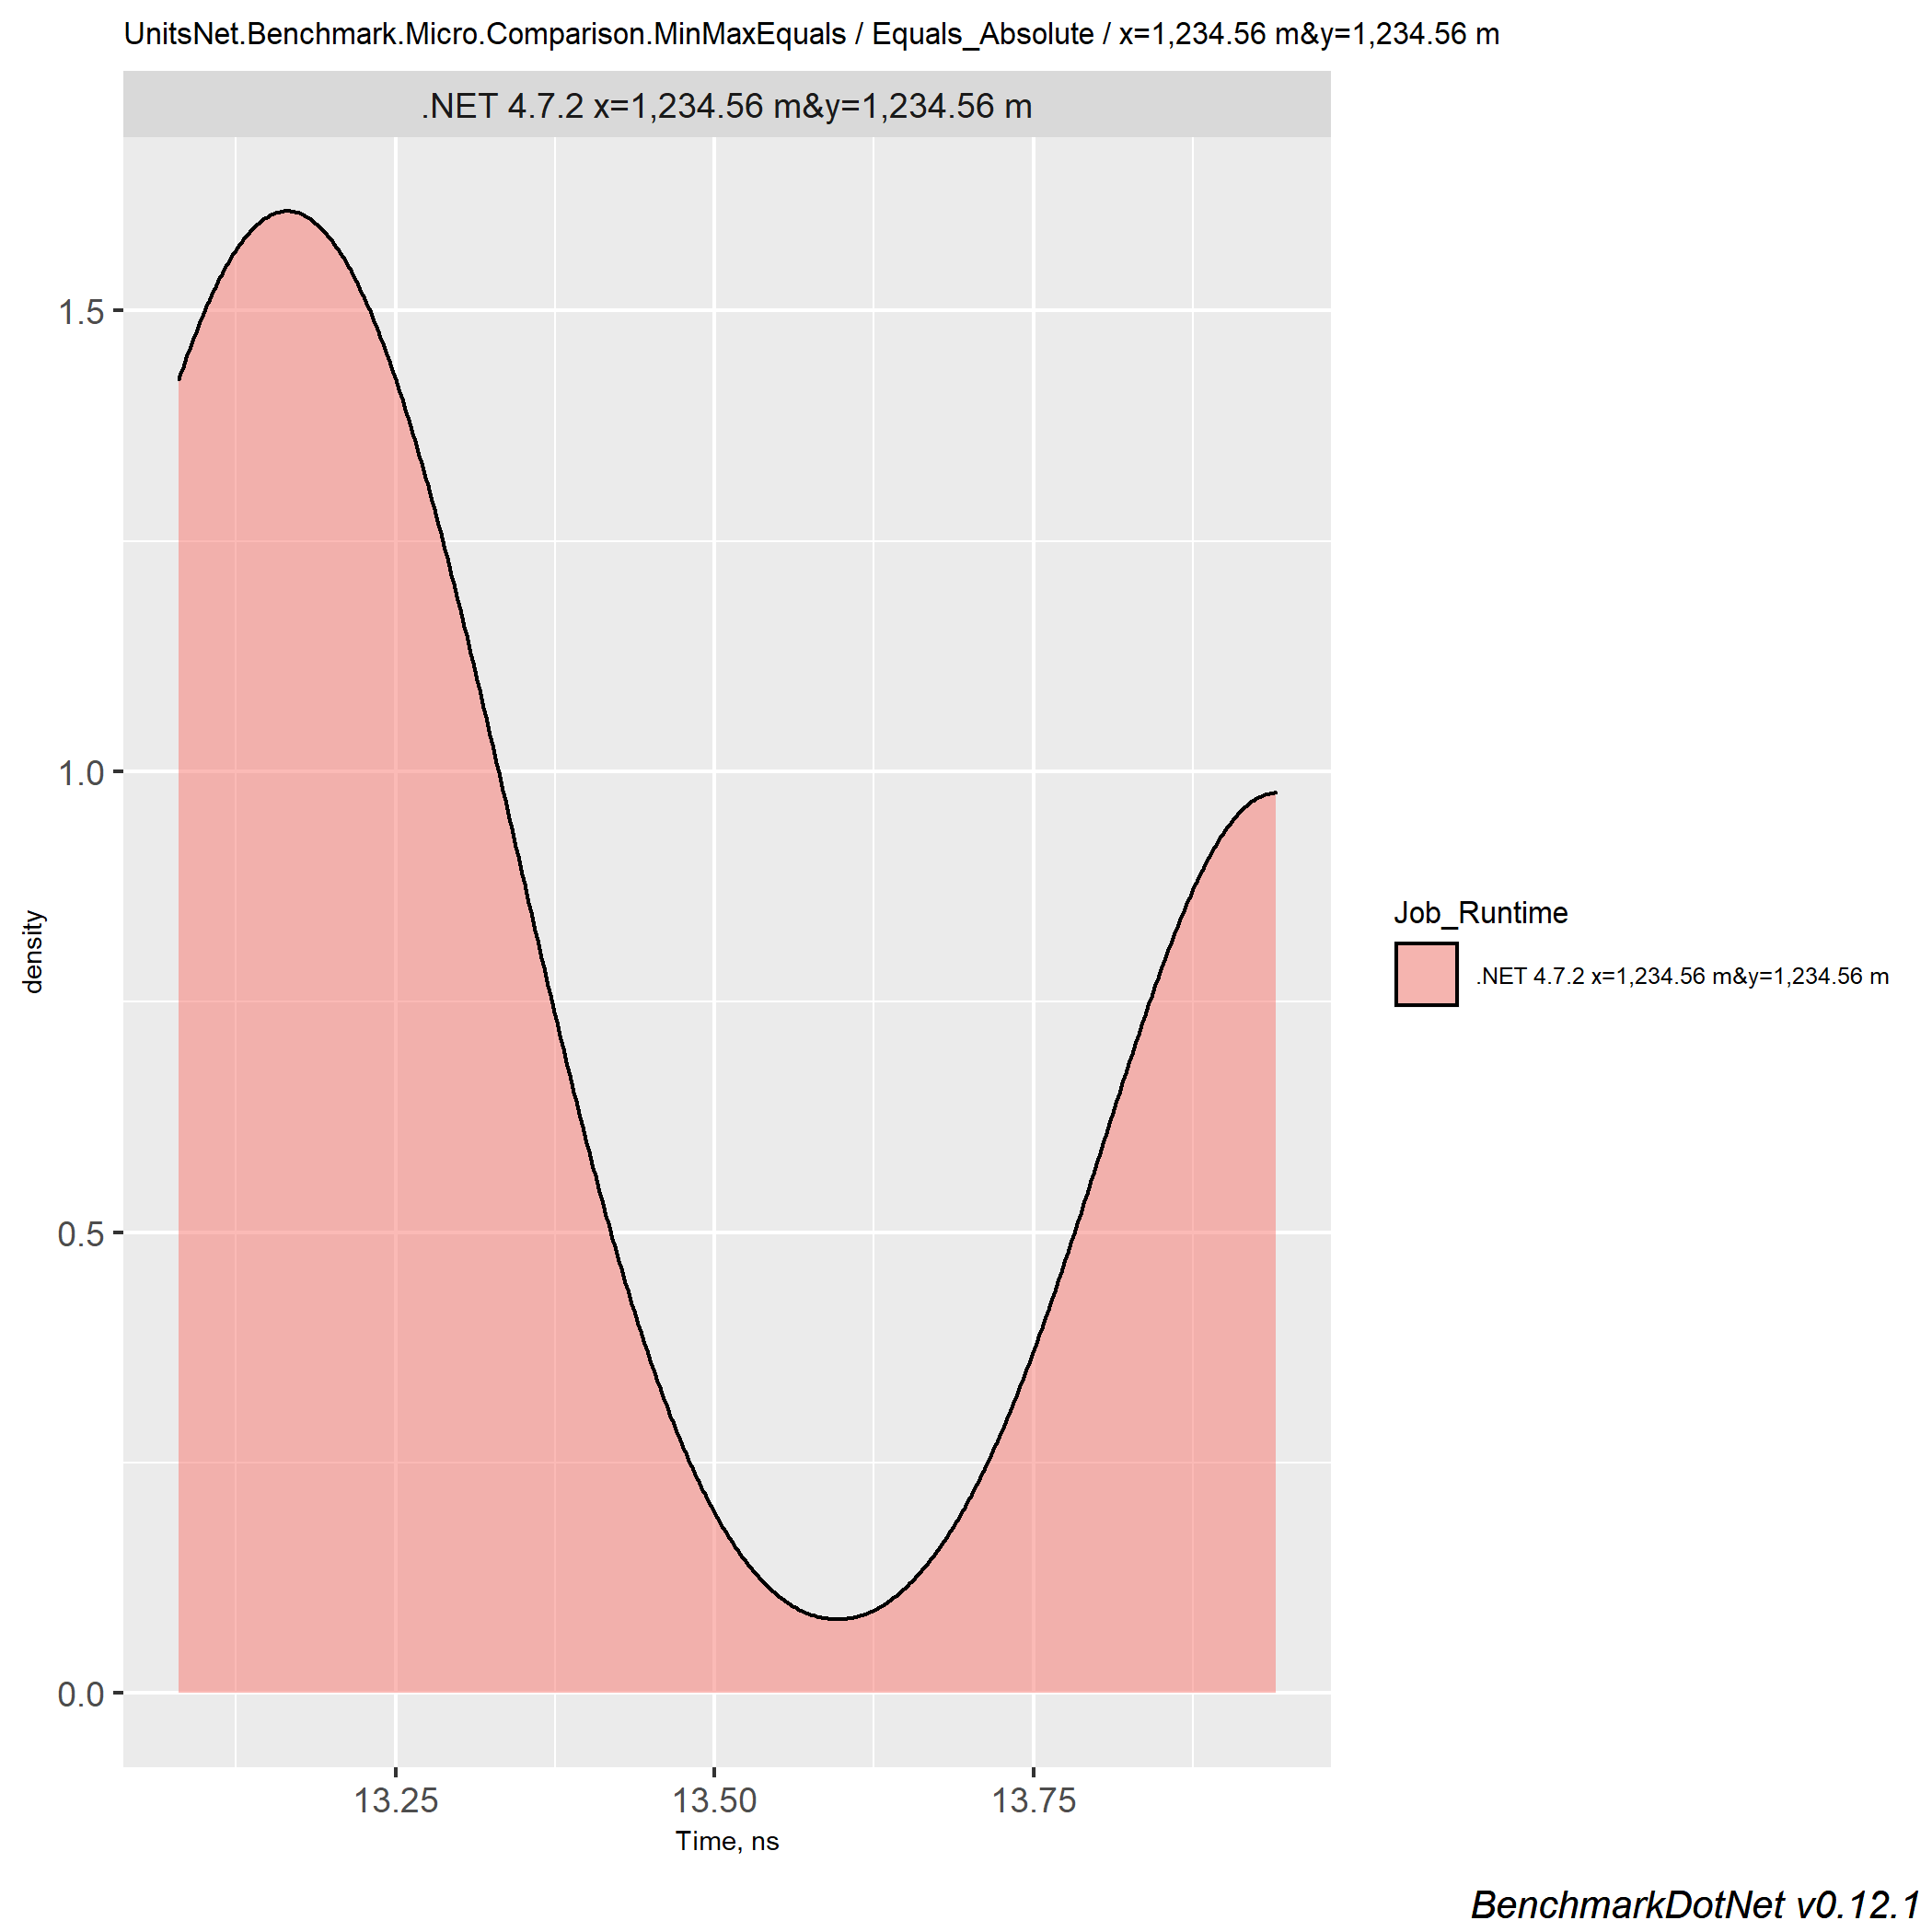 UnitsNet.Benchmark.Micro.Comparison.MinMaxEquals / Equals_Absolute / x=1,234.56 m&y=1,234.56 m
.NET 4.7.2 x=1,234.56 m&y=1,234.56 m
1.5
1.0
0.5
0.0
density
13.25 13.50 13.75
Time, ns
Job_Runtime
.NET 4.7.2 x=1,234.56 m&y=1,234.56 m
BenchmarkDotNet v0.12.1